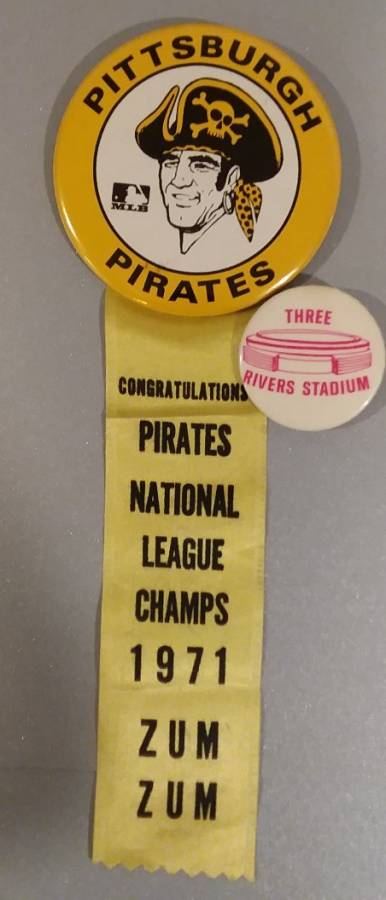 PITTSBURGH
MLB
PIRATES
THREE
RIVERS STADIUM
CONGRATULATIONS
PIRATES
NATIONAL
LEAGUE
CHAMPS
1971
ZUM
ZUM